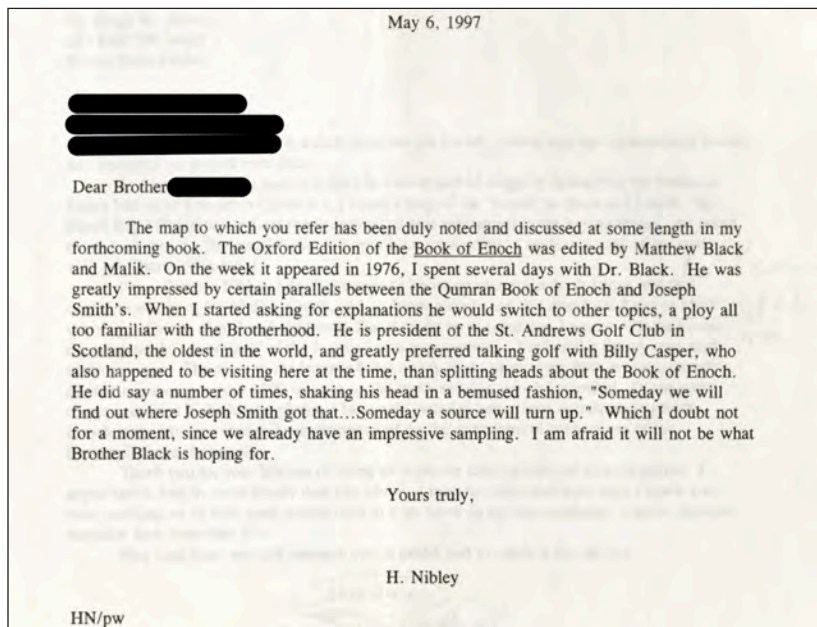 May 6, 1997
Dear Brother
The map to which you refer has been duly noted and discussed at some length in my
forthcoming book. The Oxford Edition of the Book of Enoch was edited by Matthew Black
and Malik. On the week it appeared in 1976, I spent several days with Dr. Black. He was
greatly impressed by certain parallels between the Qumran Book of Enoch and Joseph
Smith's. When I started asking for explanations he would switch to other topics, a ploy all
too familiar with the Brotherhood. He is president of the St. Andrews Golf Club in
Scotland, the oldest in the world, and greatly preferred talking golf with Billy Casper, who
also happened to be visiting here at the time, than splitting heads about the Book of Enoch.
He did say a number of times, shaking his head in a bemused fashion, "Someday we will
find out where Joseph Smith got that...Someday a source will turn up." Which I doubt not
for a moment, since we already have an impressive sampling. I am afraid it will not be what
Brother Black is hoping for.
Yours truly,
H. Nibley
HN/pw